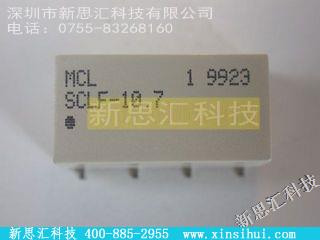 深圳市新思汇科技有限公司
电话：0755-83268160
MCL 1 9923
SCLF-10.7
新思汇科技
新思汇科技
新思汇科技 400-885-2955 www.xinsihui.com